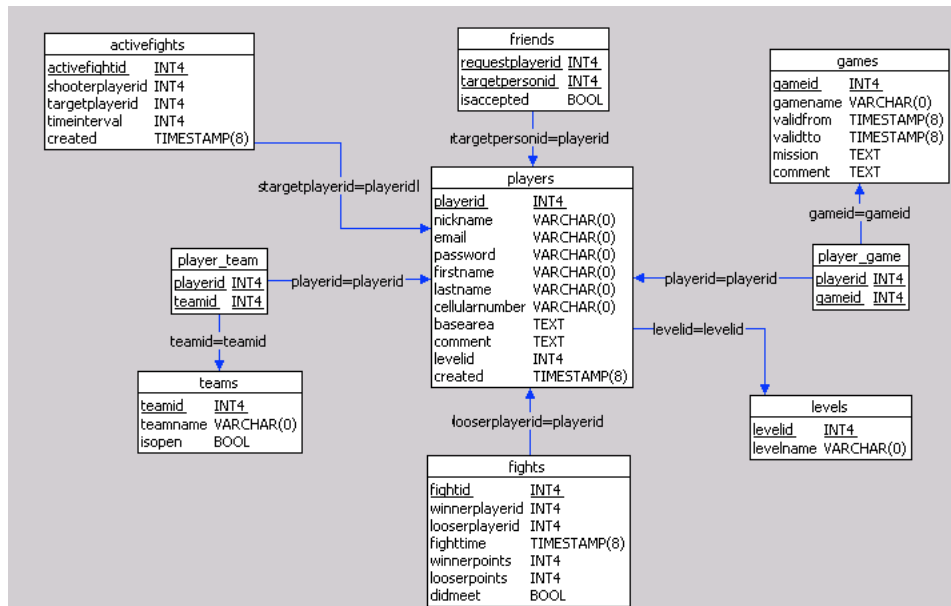 activefights
activefightid INT4
shooterplayerid INT4
targetplayerid INT4
timeinterval INT4
created TIMESTAMP(8)
friends
requestplayerid INT4
targetpersonid INT4
isaccepted BOOL
games
gameid INT4
gamename VARCHAR(0)
validfrom TIMESTAMP(8)
validtto TIMESTAMP(8)
mission TEXT
comment TEXT
targetpersonid=playerid
startgetplayerid=playeridl
gameid=gameid
players
playerid INT4
nickname VARCHAR(0)
email VARCHAR(0)
password VARCHAR(0)
firstname VARCHAR(0)
lastname VARCHAR(0)
cellularnumber VARCHAR(0)
basearea TEXT
comment TEXT
levelid INT4
created TIMESTAMP(8)
player_team
playerid INT4
teamid INT4
playerid=playerid
playerid=playerid
player_game
playerid INT4
gameid INT4
teamid=teamid
levelid=levelid
teams
teamid INT4
teamname VARCHAR(0)
isopen BOOL
levels
levelid INT4
levelname VARCHAR(0)
looserplayerid=playerid
fights
fightid INT4
winnerplayerid INT4
looserplayerid INT4
fighttime TIMESTAMP(8)
winnerpoints INT4
looserpoints INT4
didmeet BOOL